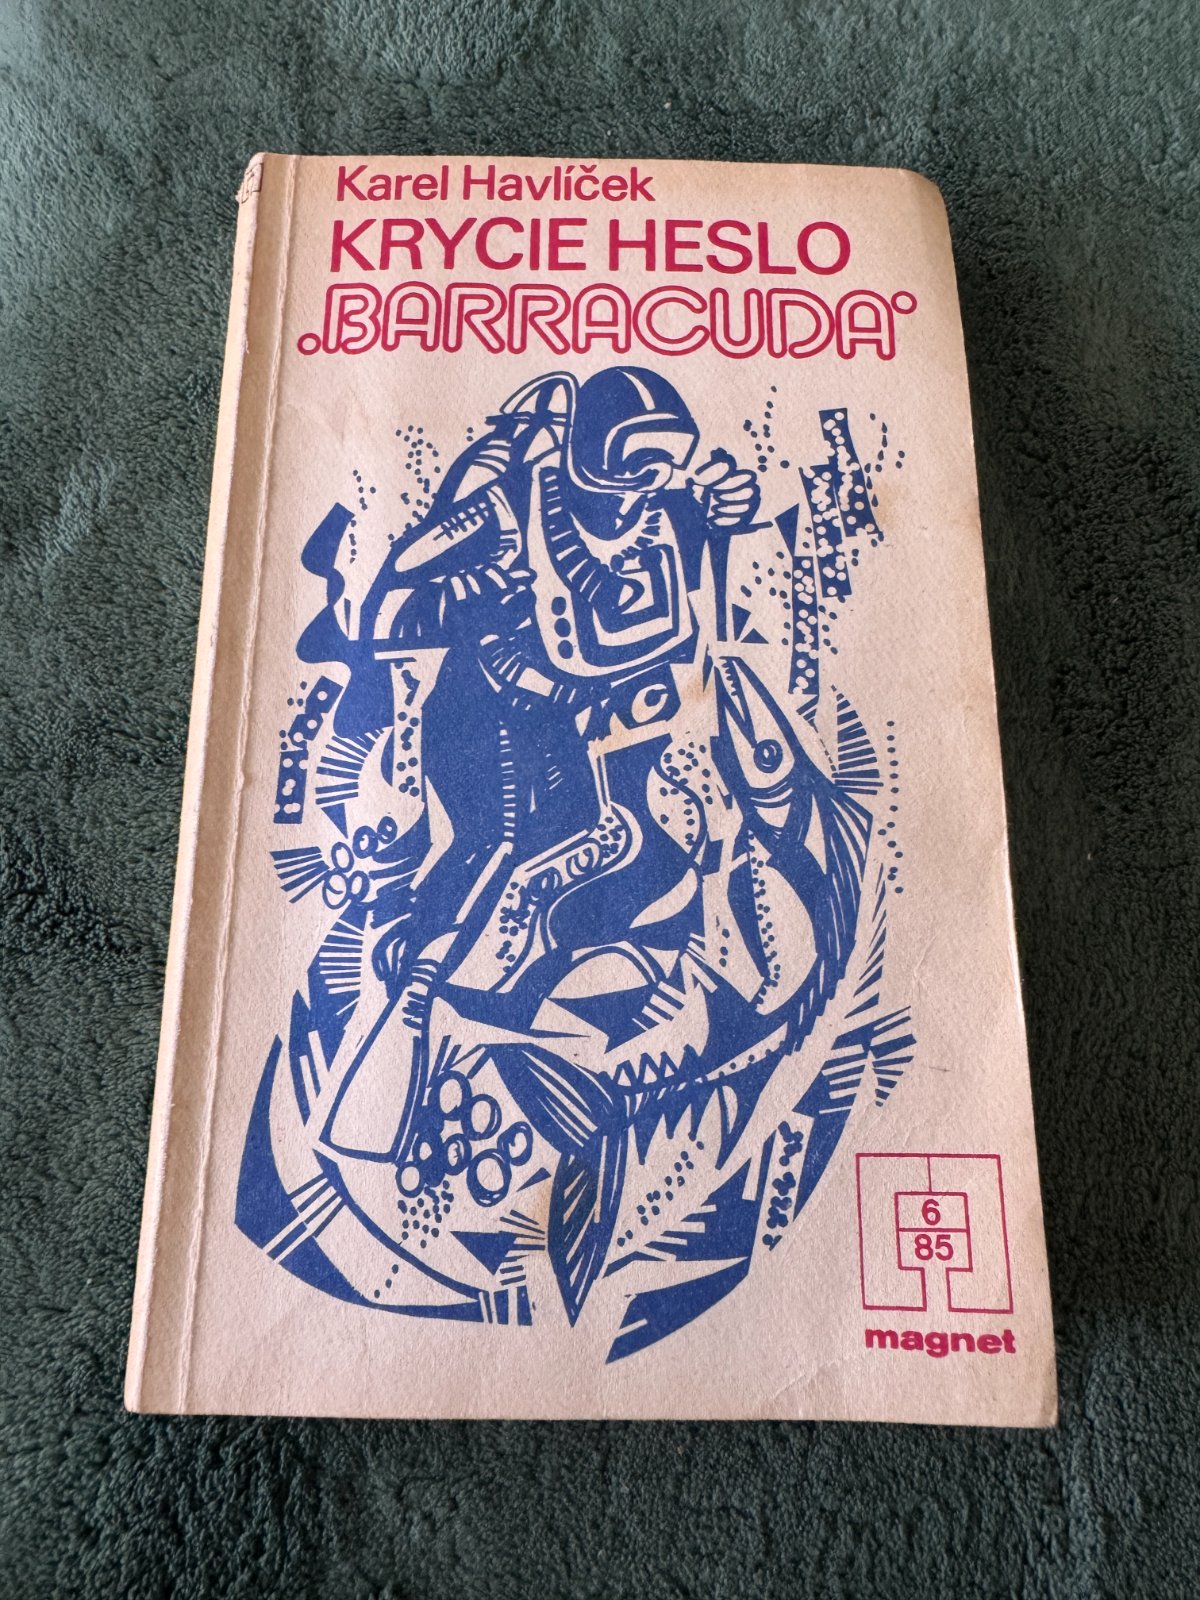 Karel Havlíček
KRYCIE HESLO
„BARRACUDA“
6
85
magnet